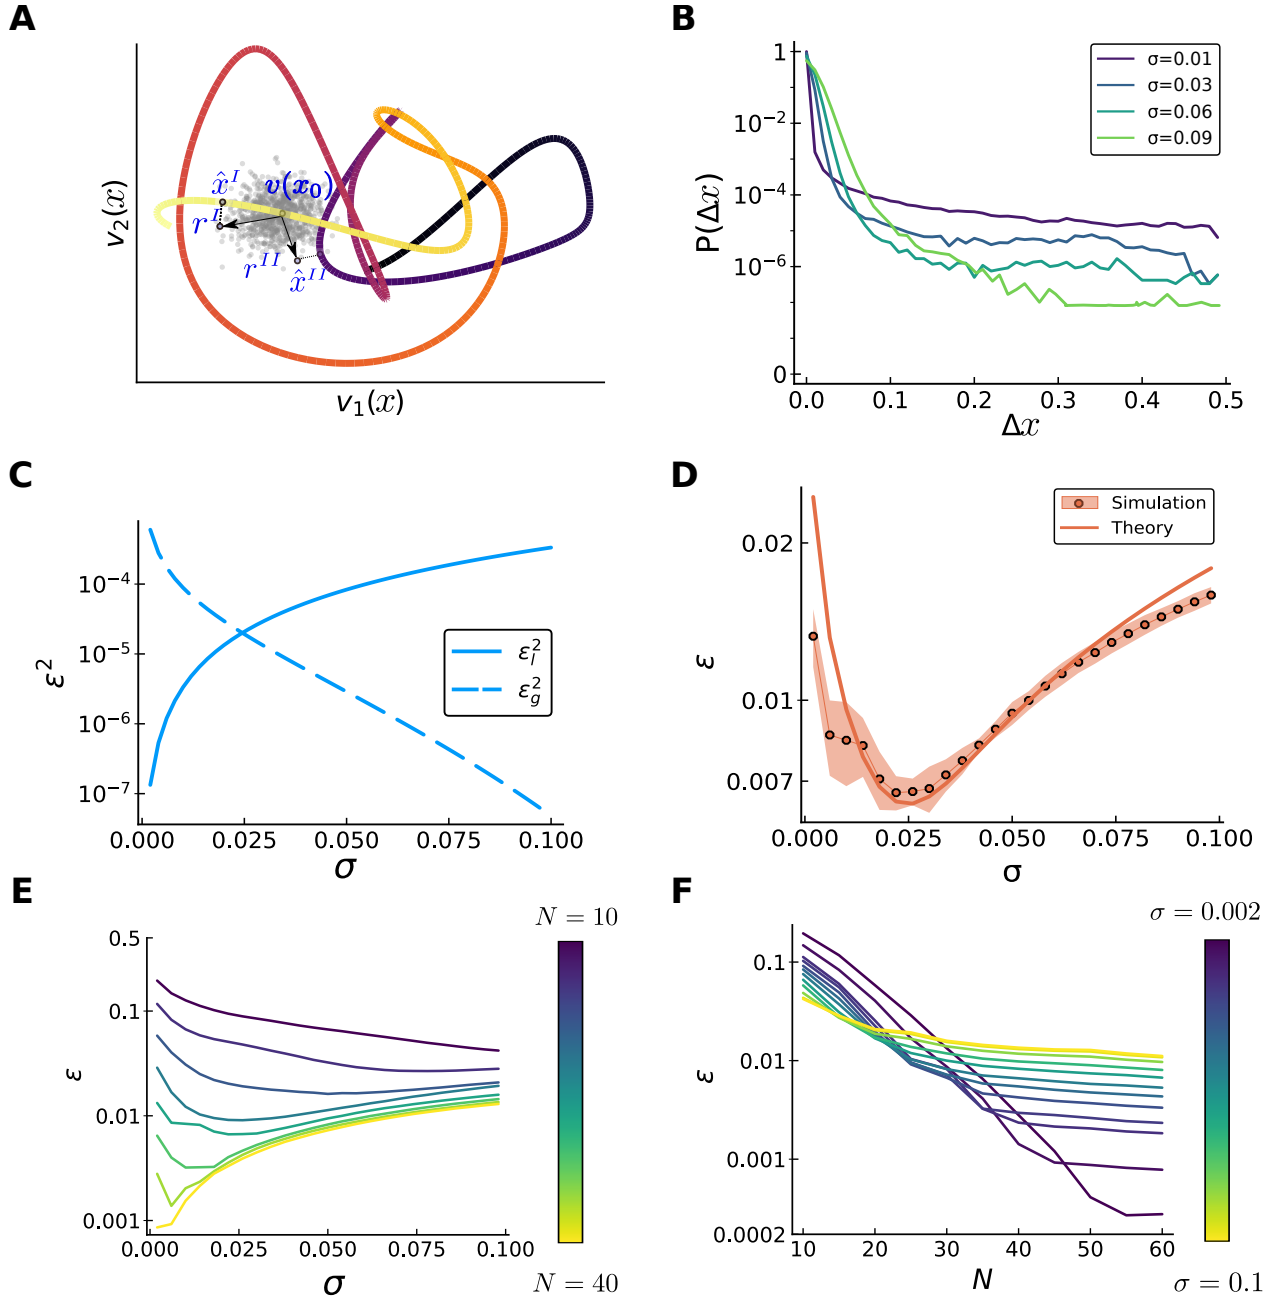 A
v₂(x)
x̂ᴵ
v(x₀)
rᴵ
rᴵᴵ
x̂ᴵᴵ
v₁(x)
B
P(Δx)
1
10⁻²
10⁻⁴
10⁻⁶
0
σ=0.01
σ=0.03
σ=0.06
σ=0.09
0.0 0.1 0.2 0.3 0.4 0.5
Δx
C
ε²
10⁻⁴
10⁻⁵
10⁻⁶
10⁻⁷
εₗ²
ε_g²
0.000 0.025 0.050 0.075 0.100
σ
D
ε
0.02
0.01
0.007
Simulation
Theory
0.000 0.025 0.050 0.075 0.100
σ
E
N = 10
ε
0.5
0.1
0.01
0.001
0.000 0.025 0.050 0.075 0.100
σ
N = 40
F
σ = 0.002
ε
0.1
0.01
0.001
0.0002
10 20 30 40 50 60
N
σ = 0.1